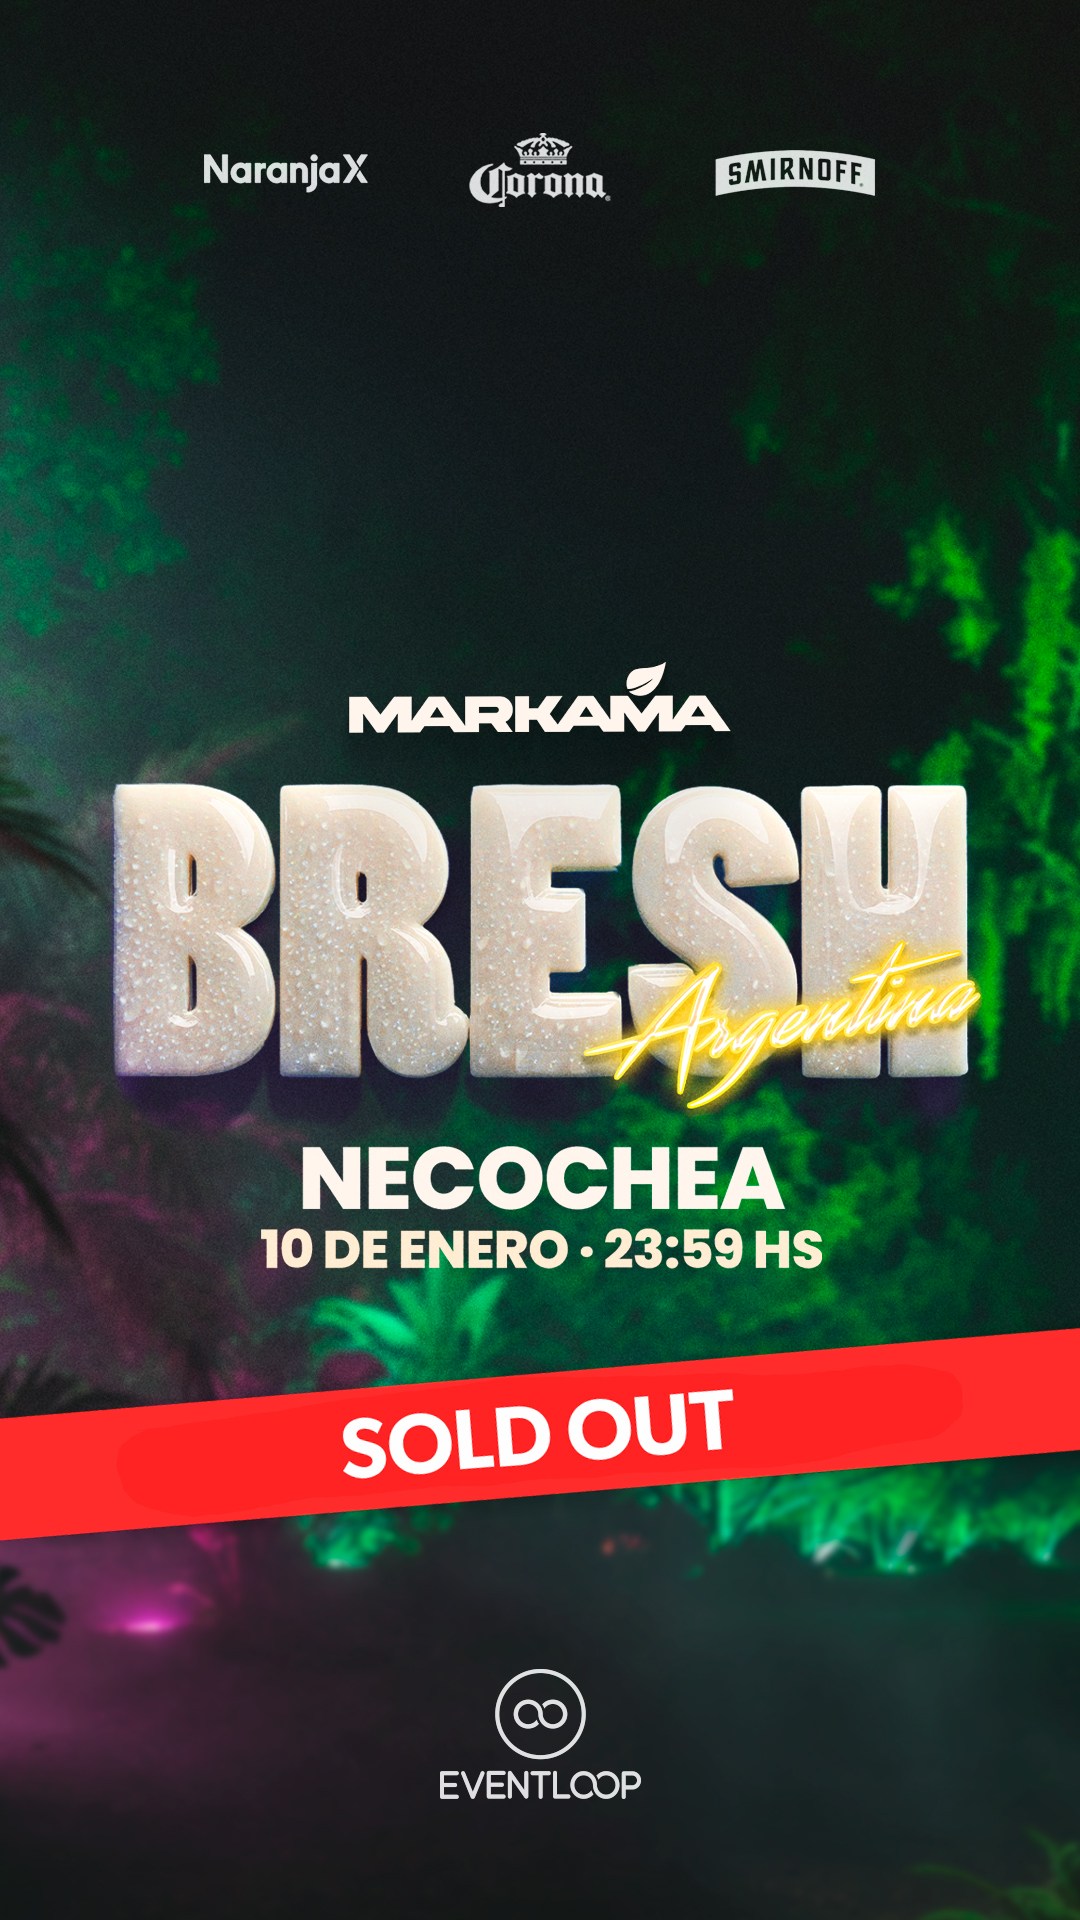 NaranjaX Corona SMIRNOFF
MARKAMA
BRESH
Argentina
NECOCHEA
10 DE ENERO · 23:59 HS
SOLD OUT
EVENTLOOP